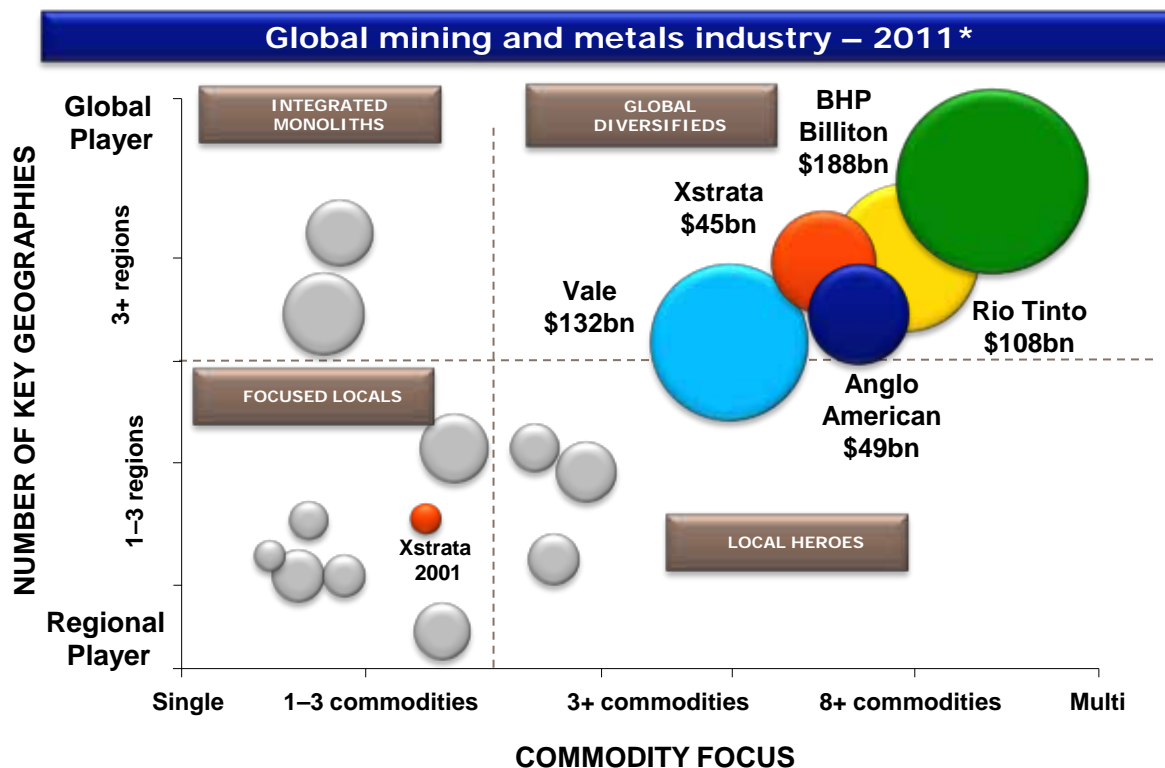 Global mining and metals industry – 2011*
Global
Player
INTEGRATED
MONOLITHS
GLOBAL
DIVERSIFIEDS
BHP
Billiton
$188bn
Xstrata
$45bn
Vale
$132bn
Rio Tinto
$108bn
Anglo
American
$49bn
NUMBER OF KEY GEOGRAPHIES
3+ regions
1–3 regions
FOCUSED LOCALS
Xstrata
2001
LOCAL HEROES
Regional
Player
Single
1–3 commodities
3+ commodities
8+ commodities
Multi
COMMODITY FOCUS